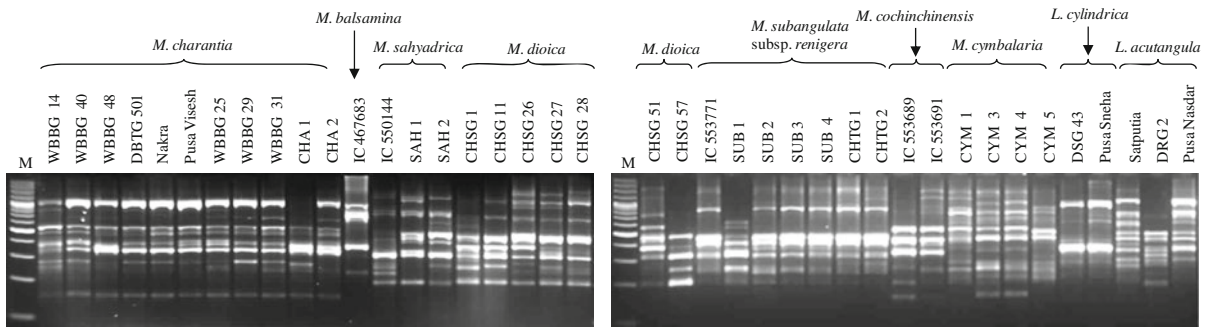 M. balsamina
M. charantia
M. sahyadrica
M. dioica
M
WBBG 14
WBBG 40
WBBG 48
DBTG 501
Nakra
Pusa Visesh
WBBG 25
WBBG 29
WBBG 31
CHA 1
CHA 2
IC 467683
IC 550144
SAH 1
SAH 2
CHSG 1
CHSG 11
CHSG 26
CHSG 27
CHSG 28
M. dioica
M. subangulata
subsp. renigera
M. cochinchinensis
M. cymbalaria
L. cylindrica
L. acutangula
M
CHSG 51
CHSG 57
IC 553771
SUB 1
SUB 2
SUB 3
SUB 4
CHTG 1
CHTG 2
IC 553689
IC 553691
CYM 1
CYM 3
CYM 4
CYM 5
DSG 43
Pusa Sneha
Satputia
DRG 2
Pusa Nasdar